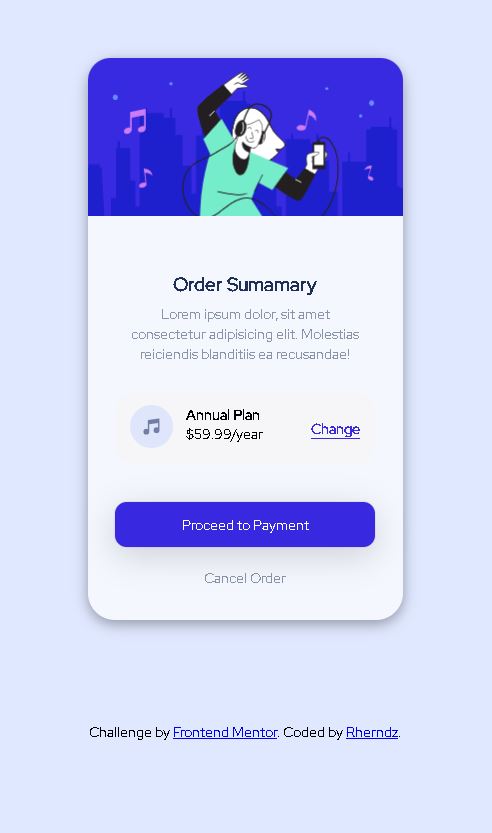 Order Sumamary
Lorem ipsum dolor, sit amet
consectetur adipisicing elit. Molestias
reiciendis blanditiis ea recusandae!
Annual Plan
$59.99/year
Change
Proceed to Payment
Cancel Order
Challenge by Frontend Mentor. Coded by Rherndz.